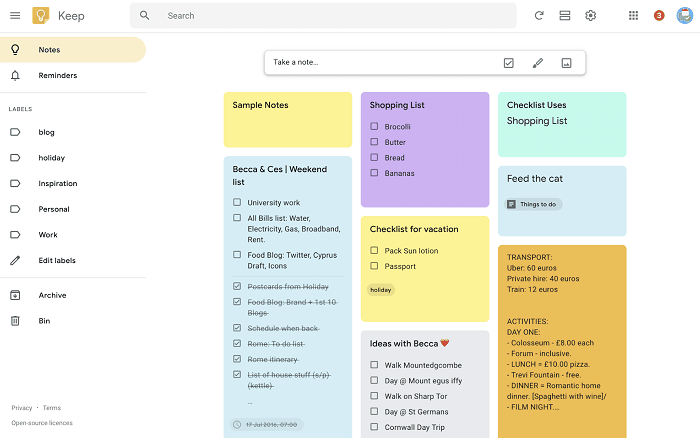 Keep
Search
3
Notes
Reminders
LABELS
blog
holiday
Inspiration
Personal
Work
Edit labels
Archive
Bin
Privacy · Terms
Open-source licences
Take a note...
Sample Notes
Becca & Ces | Weekend
list
University work
All Bills list: Water,
Electricity, Gas, Broadband,
Rent.
Food Blog: Twitter, Cyprus
Draft, Icons
Postcards from Holiday
Food Blog: Brand + 1st 10
Blogs
Schedule when back
Rome: To do list
Rome itinerary
List of house stuff (s/p)
(kettle)
...
17 Jul 2016, 07:00
Shopping List
Brocolli
Butter
Bread
Bananas
Checklist for vacation
Pack Sun lotion
Passport
holiday
Ideas with Becca
Walk Mountedgcombe
Day @ Mount egus iffy
Walk on Sharp Tor
Day @ St Germans
Cornwall Day Trip
Checklist Uses
Shopping List
Feed the cat
Things to do
TRANSPORT:
Uber: 60 euros
Private hire: 40 euros
Train: 12 euros
ACTIVITIES:
DAY ONE:
- Colosseum - £8.00 each
- Forum - inclusive.
- LUNCH = £10.00 pizza.
- Trevi Fountain - free.
- DINNER = Romantic home
dinner. [Spaghetti with wine]/
- FILM NIGHT...